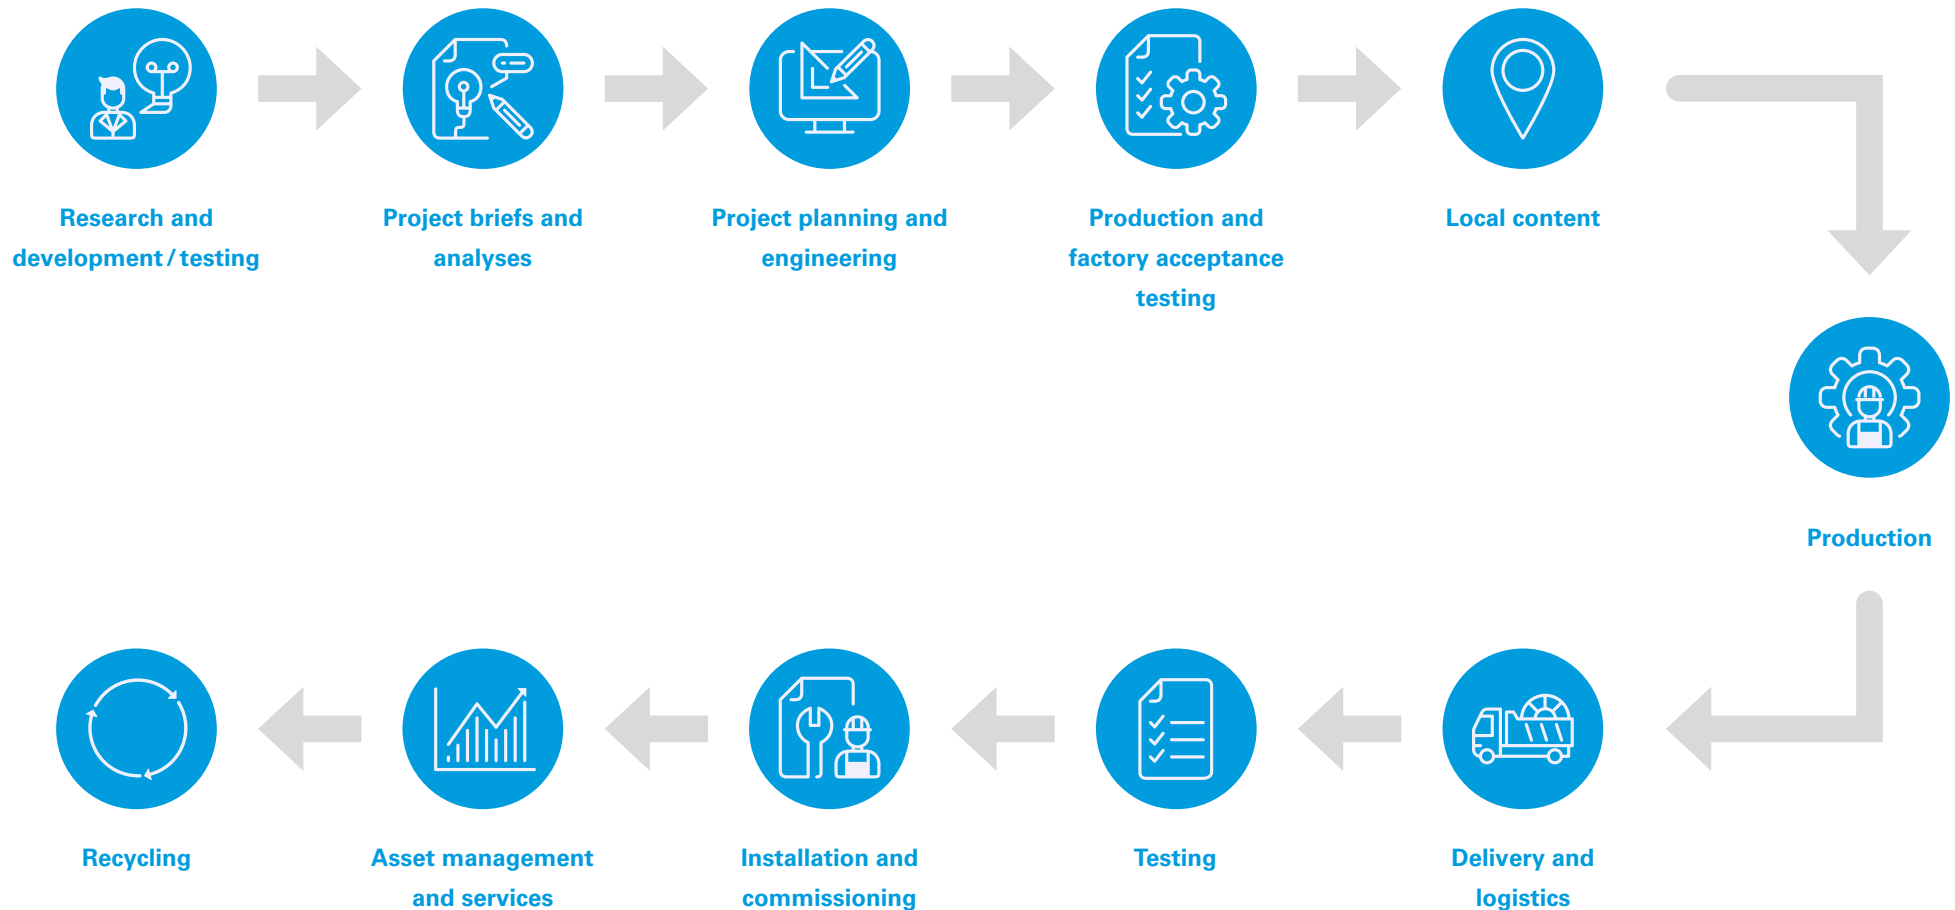 Research and
development / testing
Project briefs and
analyses
Project planning and
engineering
Production and
factory acceptance
testing
Local content
Production
Recycling
Asset management
and services
Installation and
commissioning
Testing
Delivery and
logistics